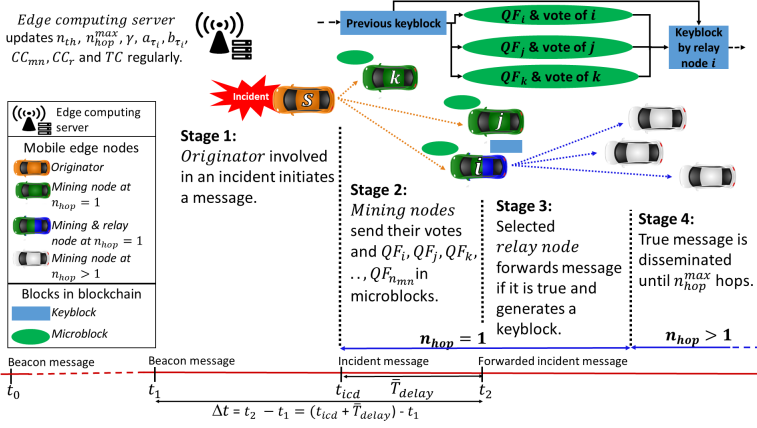 Edge computing server
updates n_th, n_hop^max, γ, a_τi, b_τi,
CC_mn, CC_r and TC regularly.
Previous keyblock
QF_i & vote of i
QF_j & vote of j
QF_k & vote of k
Keyblock
by relay
node i
Incident
S
k
j
i
Edge computing
server
Mobile edge nodes
Originator
Mining node at
n_hop = 1
Mining & relay
node at n_hop = 1
Mining node at
n_hop > 1
Blocks in blockchain
Keyblock
Microblock
Stage 1:
Originator involved
in an incident initiates
a message.
Stage 2:
Mining nodes
send their votes
and QF_i, QF_j, QF_k,
. . , QF_n_mn in
microblocks.
Stage 3:
Selected
relay node
forwards message
if it is true and
generates a
keyblock.
Stage 4:
True message is
disseminated
until n_hop^max hops.
n_hop = 1
n_hop > 1
Beacon message
Beacon message
Incident message
Forwarded incident message
t_0
t_1
t_icd
T̅_delay
t_2
Δt = t_2 − t_1 = (t_icd + T̅_delay) - t_1